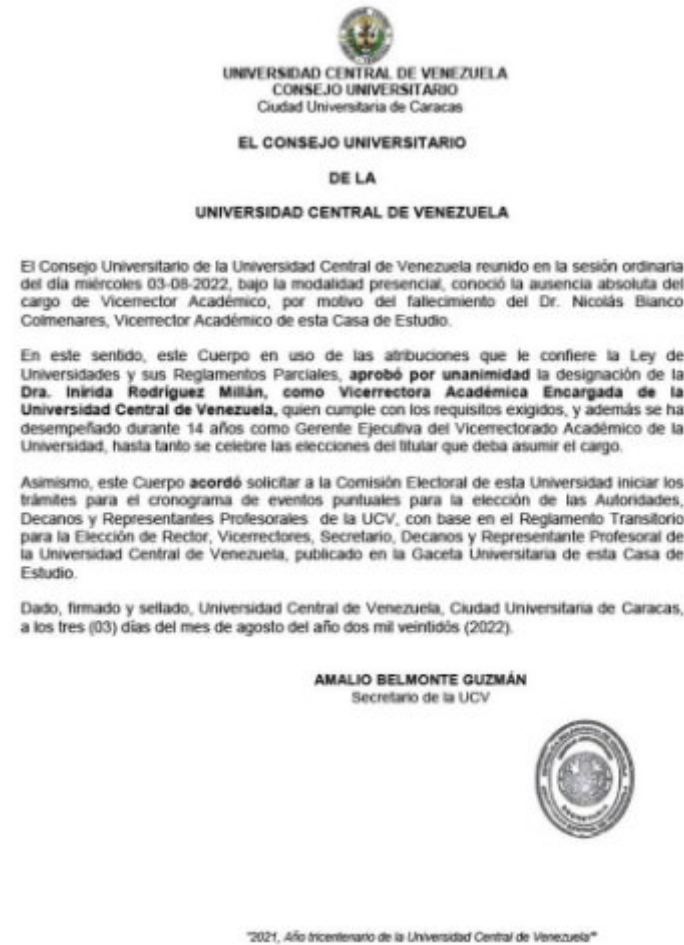 UNIVERSIDAD CENTRAL DE VENEZUELA
CONSEJO UNIVERSITARIO
Ciudad Universitaria de Caracas
EL CONSEJO UNIVERSITARIO
DE LA
UNIVERSIDAD CENTRAL DE VENEZUELA
El Consejo Universitario de la Universidad Central de Venezuela reunido en la sesión ordinaria
del día miércoles 03-08-2022, bajo la modalidad presencial, conoció la ausencia absoluta del
cargo de Vicerrector Académico, por motivo del fallecimiento del Dr. Nicolás Bianco
Colmenares, Vicerrector Académico de esta Casa de Estudio.
En este sentido, este Cuerpo en uso de las atribuciones que le confiere la Ley de
Universidades y sus Reglamentos Parciales, aprobó por unanimidad la designación de la
Dra. Inírida Rodríguez Millán, como Vicerrectora Académica Encargada de la
Universidad Central de Venezuela, quien cumple con los requisitos exigidos, y además se ha
desempeñado durante 14 años como Gerente Ejecutiva del Vicerrectorado Académico de la
Universidad, hasta tanto se celebre las elecciones del titular que deba asumir el cargo.
Asimismo, este Cuerpo acordó solicitar a la Comisión Electoral de esta Universidad iniciar los
trámites para el cronograma de eventos puntuales para la elección de las Autoridades,
Decanos y Representantes Profesorales de la UCV, con base en el Reglamento Transitorio
para la Elección de Rector, Vicerrectores, Secretario, Decanos y Representante Profesoral de
la Universidad Central de Venezuela, publicado en la Gaceta Universitaria de esta Casa de
Estudio.
Dado, firmado y sellado, Universidad Central de Venezuela, Ciudad Universitaria de Caracas,
a los tres (03) días del mes de agosto del año dos mil veintidós (2022).
AMALIO BELMONTE GUZMÁN
Secretario de la UCV
"2021, Año tricentenario de la Universidad Central de Venezuela"